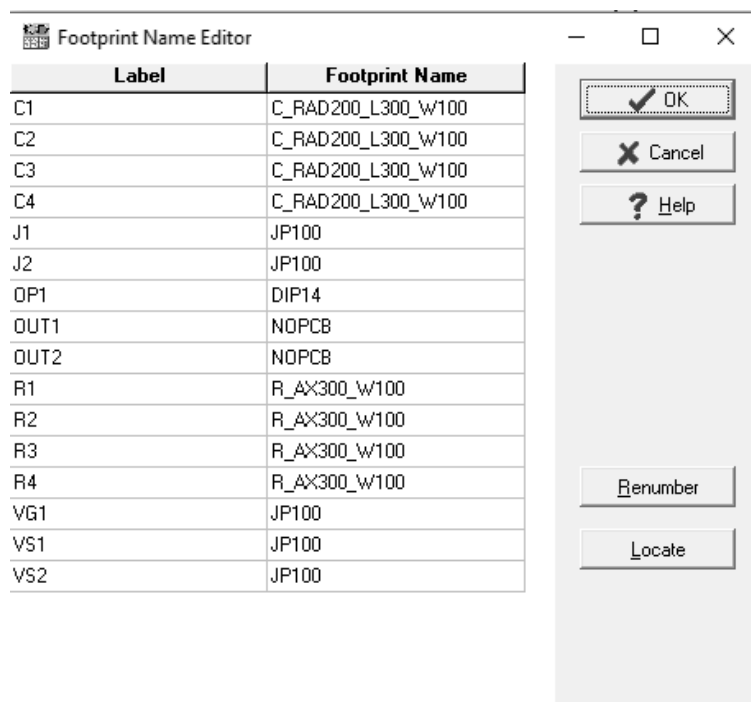 Footprint Name Editor
Label Footprint Name
C1 C_RAD200_L300_W100
C2 C_RAD200_L300_W100
C3 C_RAD200_L300_W100
C4 C_RAD200_L300_W100
J1 JP100
J2 JP100
OP1 DIP14
OUT1 NOPCB
OUT2 NOPCB
R1 R_AX300_W100
R2 R_AX300_W100
R3 R_AX300_W100
R4 R_AX300_W100
VG1 JP100
VS1 JP100
VS2 JP100
OK
Cancel
Help
Renumber
Locate